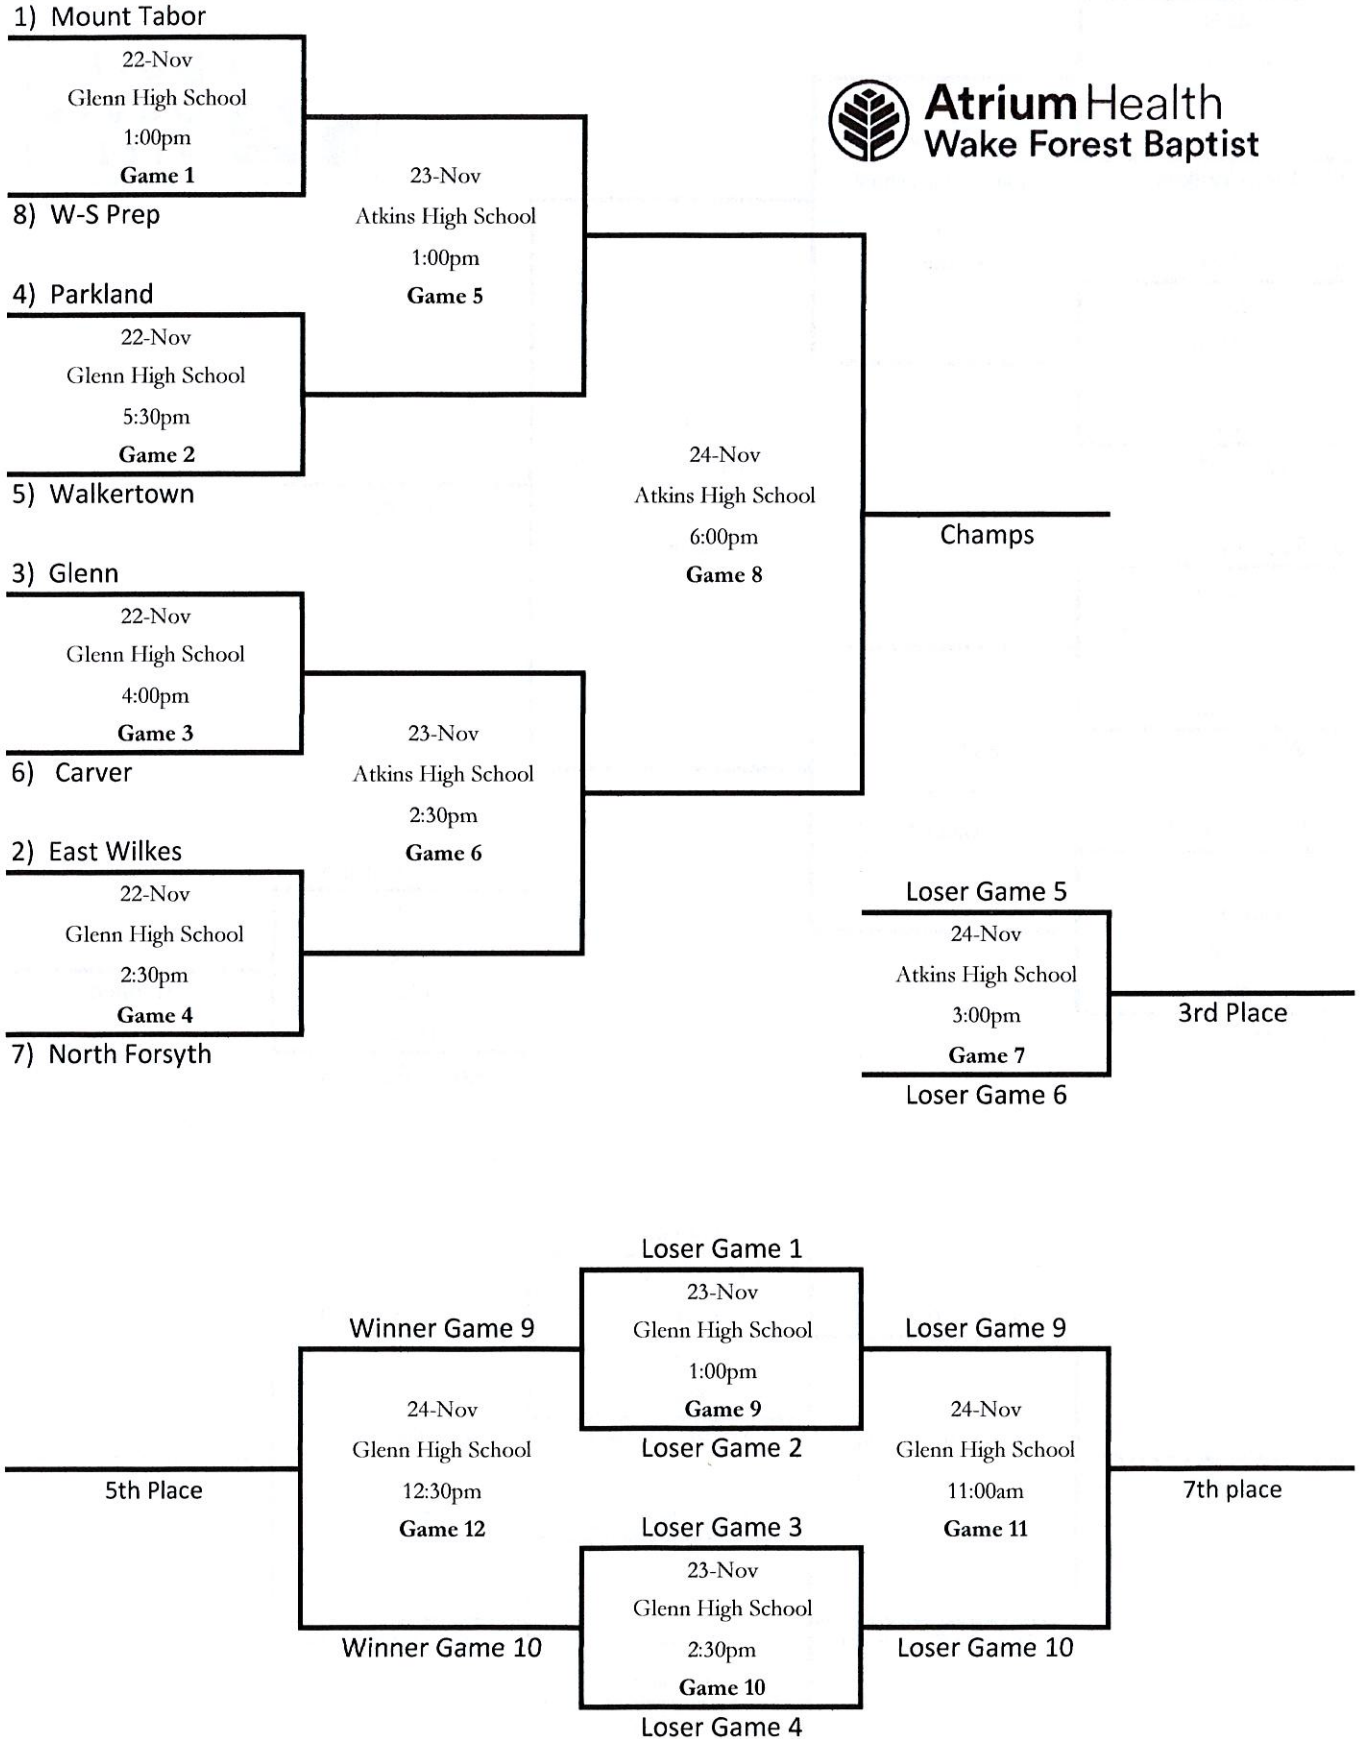 1) Mount Tabor
22-Nov
Glenn High School
1:00pm
Game 1
8) W-S Prep
Atrium Health
Wake Forest Baptist
23-Nov
Atkins High School
1:00pm
Game 5
4) Parkland
22-Nov
Glenn High School
5:30pm
Game 2
5) Walkertown
24-Nov
Atkins High School
6:00pm
Game 8
Champs
3) Glenn
22-Nov
Glenn High School
4:00pm
Game 3
6) Carver
23-Nov
Atkins High School
2:30pm
Game 6
2) East Wilkes
22-Nov
Glenn High School
2:30pm
Game 4
7) North Forsyth
Loser Game 5
24-Nov
Atkins High School
3:00pm
Game 7
Loser Game 6
3rd Place
Loser Game 1
23-Nov
Glenn High School
1:00pm
Game 9
Loser Game 2
Winner Game 9
24-Nov
Glenn High School
12:30pm
Game 12
Winner Game 10
5th Place
Loser Game 9
24-Nov
Glenn High School
11:00am
Game 11
Loser Game 10
7th place
Loser Game 3
23-Nov
Glenn High School
2:30pm
Game 10
Loser Game 4